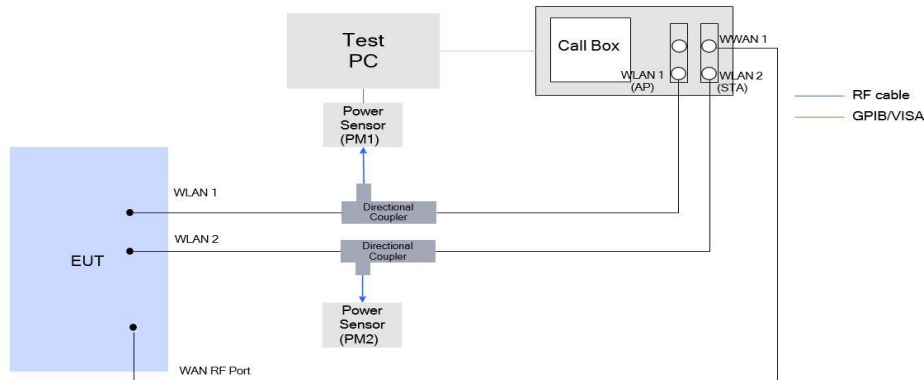 Test
PC
Call Box
WWAN 1
WLAN 1
(AP)
WLAN 2
(STA)
RF cable
GPIB/VISA
Power
Sensor
(PM1)
WLAN 1
Directional
Coupler
WLAN 2
Directional
Coupler
EUT
Power
Sensor
(PM2)
WAN RF Port